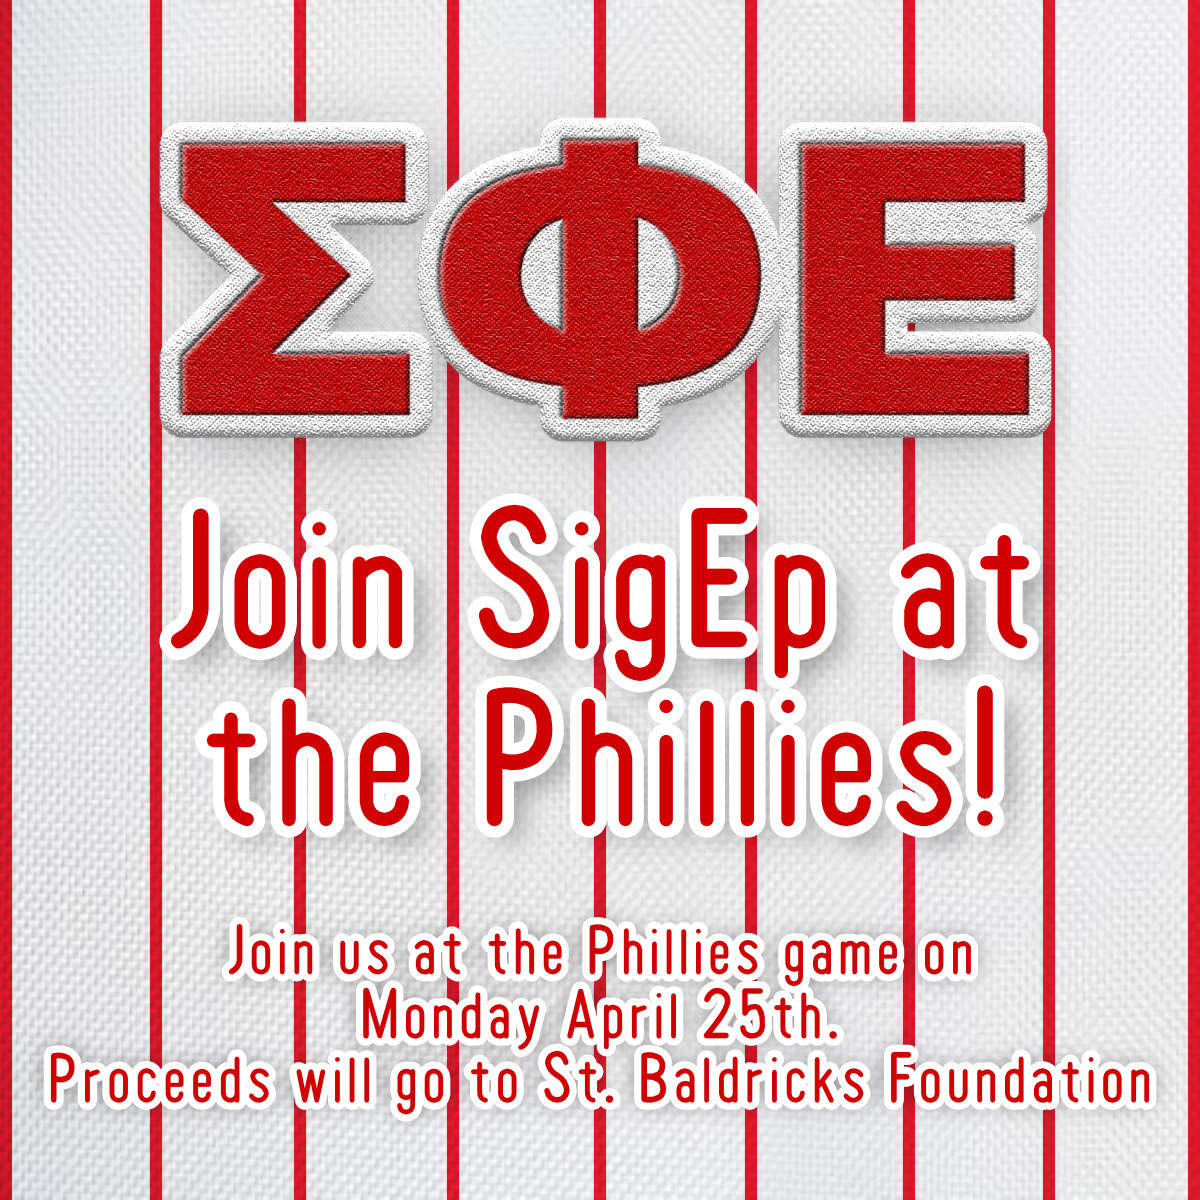 ΣΦΕ
Join SigEp at
the Phillies!
Join us at the Phillies game on
Monday April 25th.
Proceeds will go to St. Baldricks Foundation